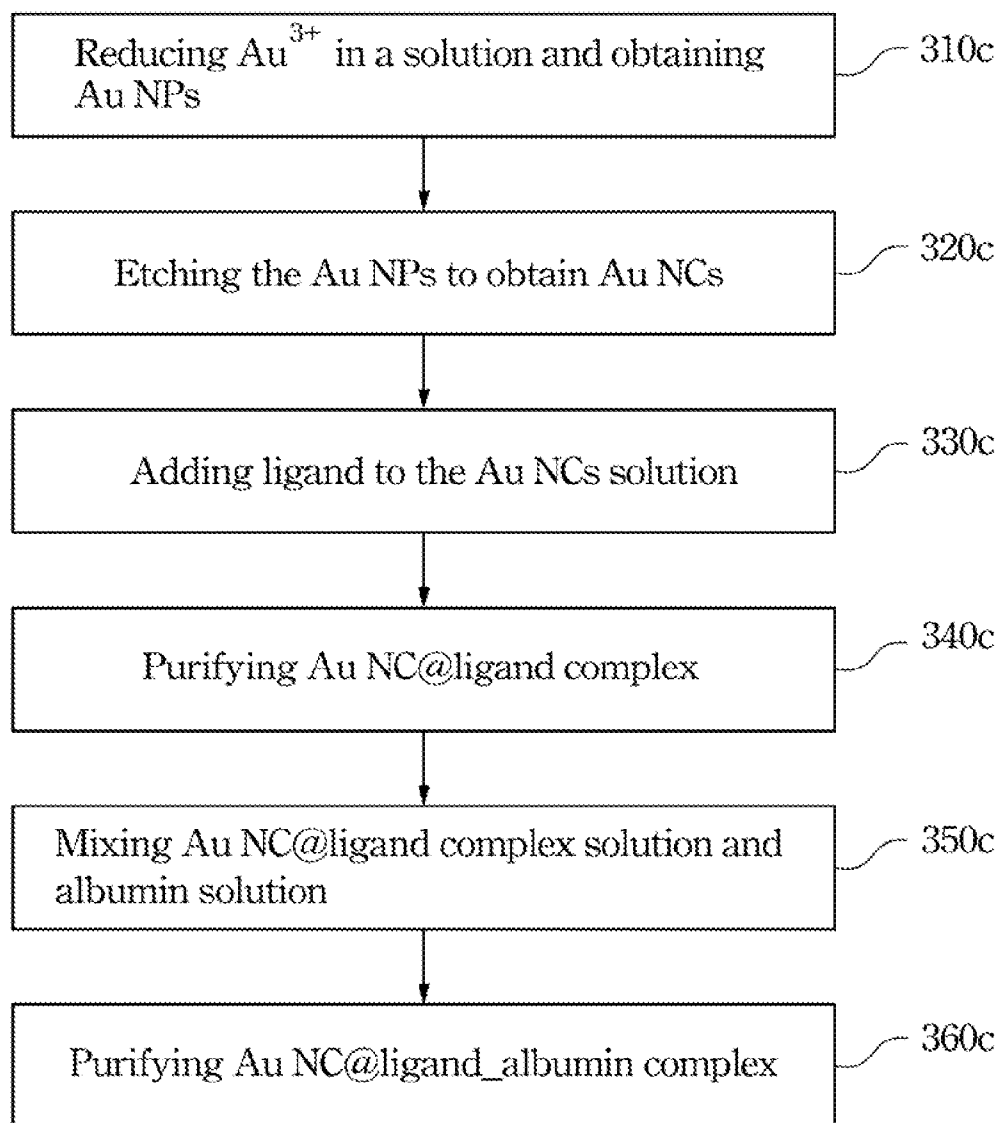 Reducing Au³⁺ in a solution and obtaining
Au NPs
310c
Etching the Au NPs to obtain Au NCs
320c
Adding ligand to the Au NCs solution
330c
Purifying Au NC@ligand complex
340c
Mixing Au NC@ligand complex solution and
albumin solution
350c
Purifying Au NC@ligand_albumin complex
360c